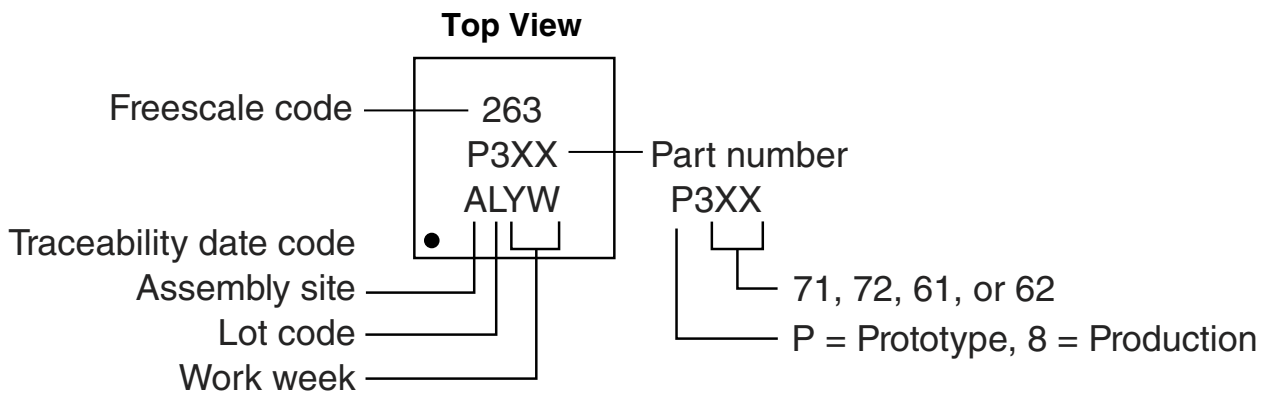 Top View
Freescale code
263
P3XX
Part number
ALYW
P3XX
Traceability date code
Assembly site
71, 72, 61, or 62
Lot code
P = Prototype, 8 = Production
Work week